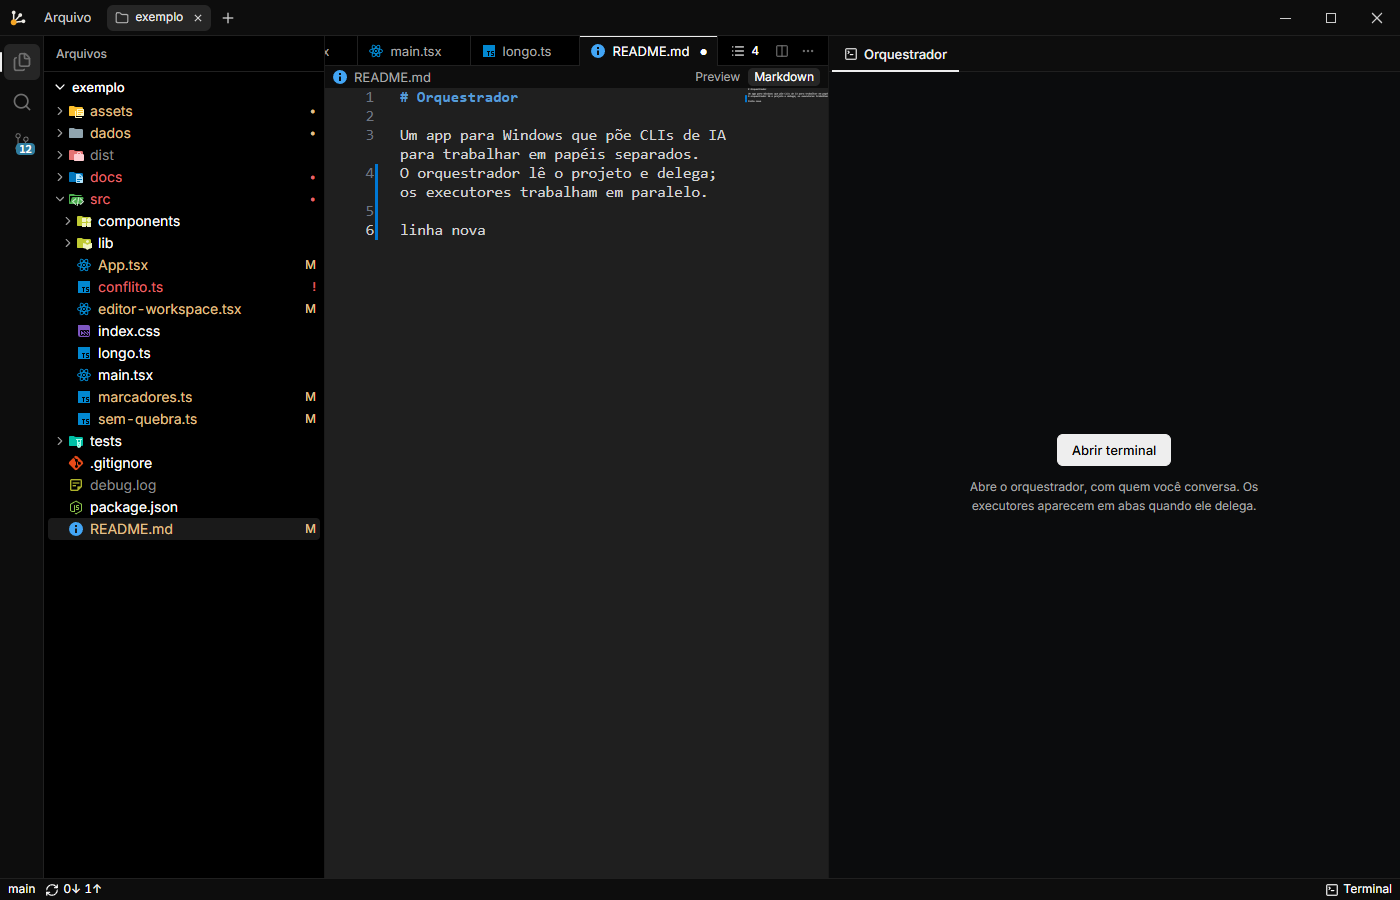 Arquivo
exemplo
Arquivos
exemplo
assets
dados
dist
docs
src
components
lib
App.tsx M
conflito.ts !
editor-workspace.tsx M
index.css
longo.ts
main.tsx
marcadores.ts M
sem-quebra.ts M
tests
.gitignore
debug.log
package.json
README.md M
12
main.tsx
longo.ts
README.md
4
README.md
Preview
Markdown
1 # Orquestrador
2
3 Um app para Windows que põe CLIs de IA
para trabalhar em papéis separados.
4 O orquestrador lê o projeto e delega;
os executores trabalham em paralelo.
5
6 linha nova
Orquestrador
Abrir terminal
Abre o orquestrador, com quem você conversa. Os
executores aparecem em abas quando ele delega.
main 0↓ 1↑
Terminal